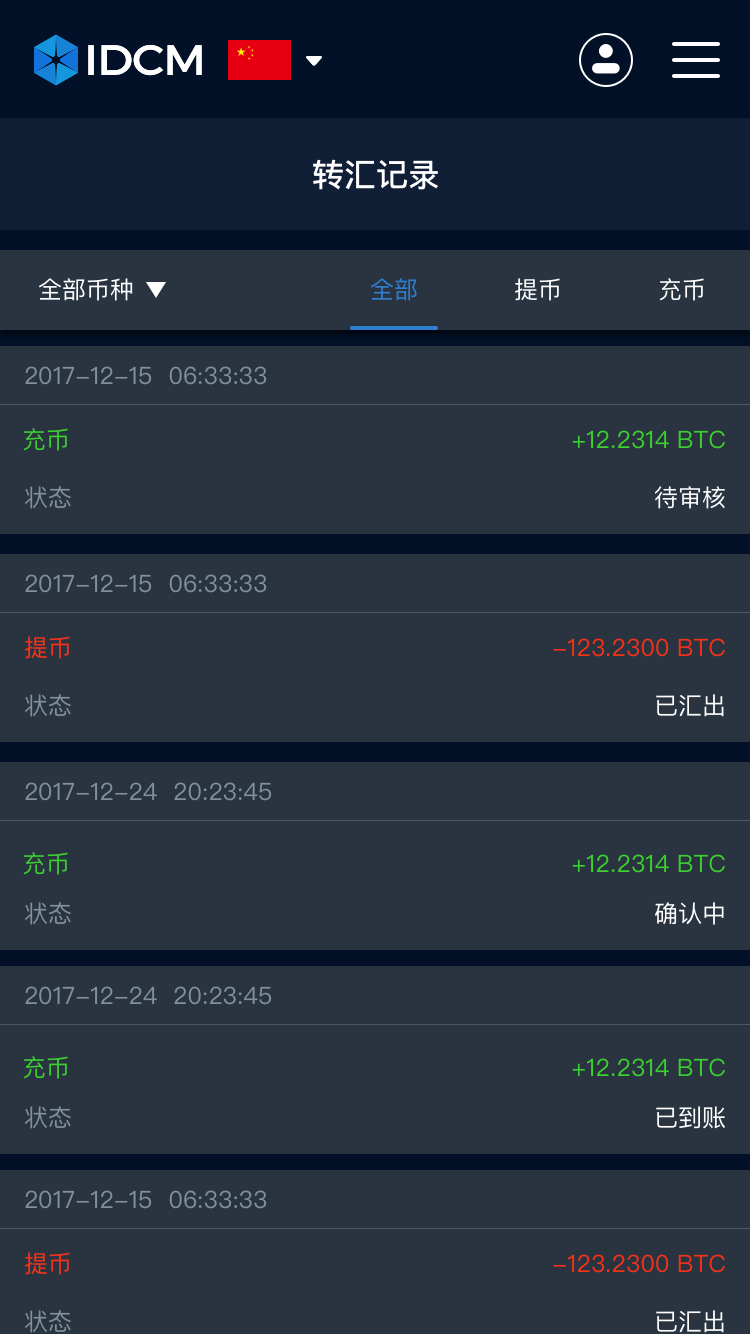 IDCM
转汇记录
全部币种 ▼ 全部 提币 充币
2017-12-15 06:33:33
充币 +12.2314 BTC
状态 待审核
2017-12-15 06:33:33
提币 -123.2300 BTC
状态 已汇出
2017-12-24 20:23:45
充币 +12.2314 BTC
状态 确认中
2017-12-24 20:23:45
充币 +12.2314 BTC
状态 已到账
2017-12-15 06:33:33
提币 -123.2300 BTC
状态 已汇出